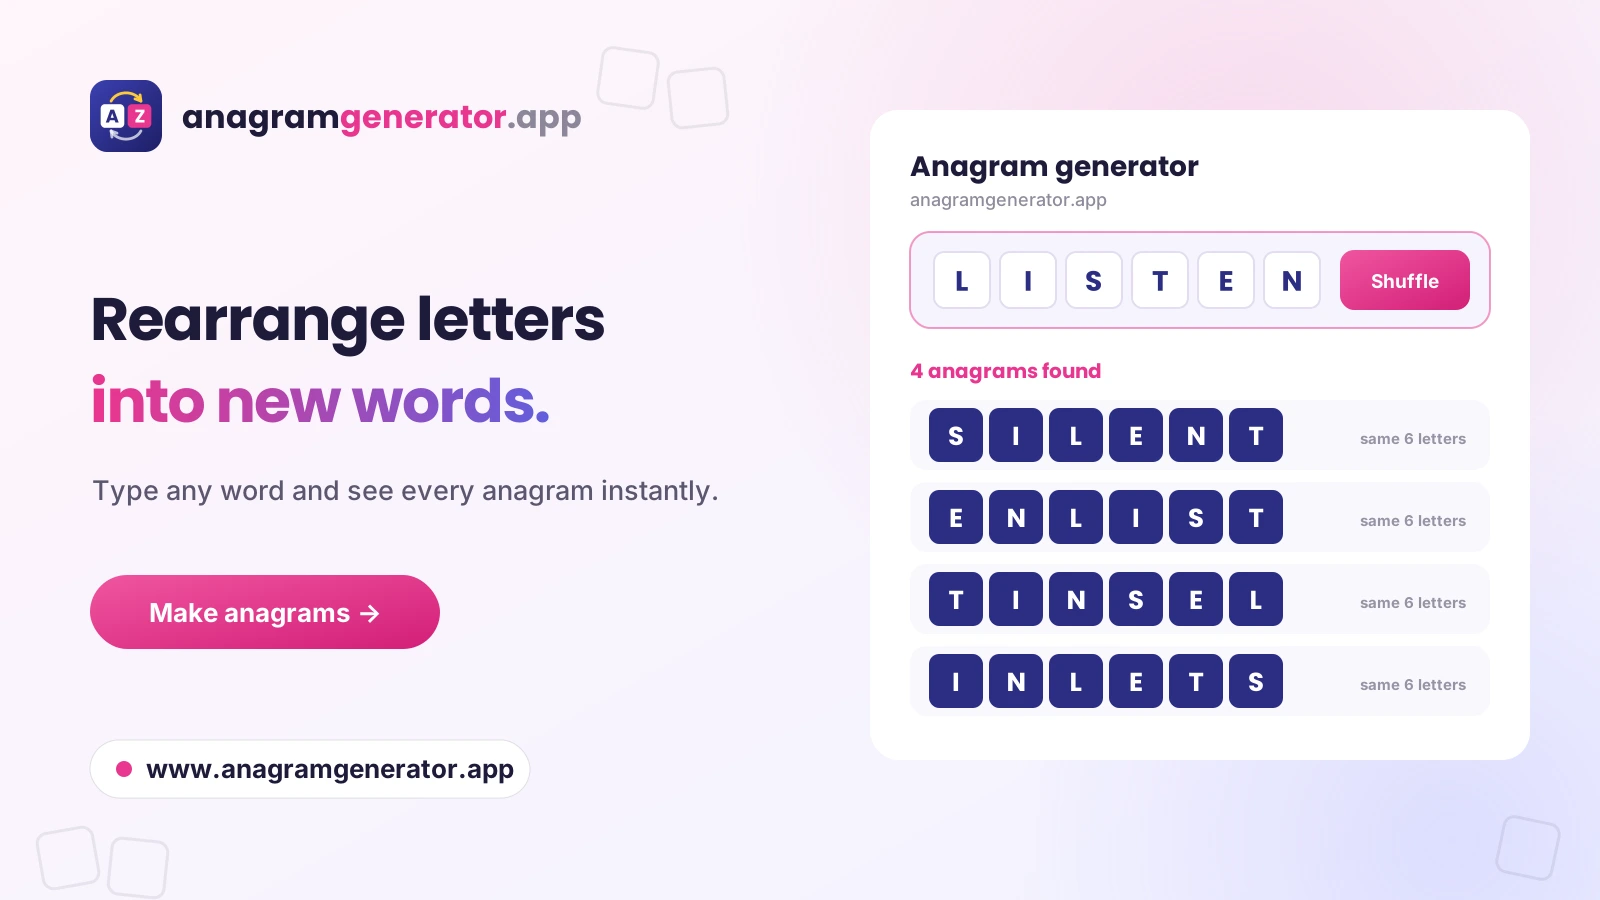 A Z
anagramgenerator.app
Rearrange letters
into new words.
Type any word and see every anagram instantly.
Make anagrams →
www.anagramgenerator.app
Anagram generator
anagramgenerator.app
L I S T E N Shuffle
4 anagrams found
S I L E N T same 6 letters
E N L I S T same 6 letters
T I N S E L same 6 letters
I N L E T S same 6 letters